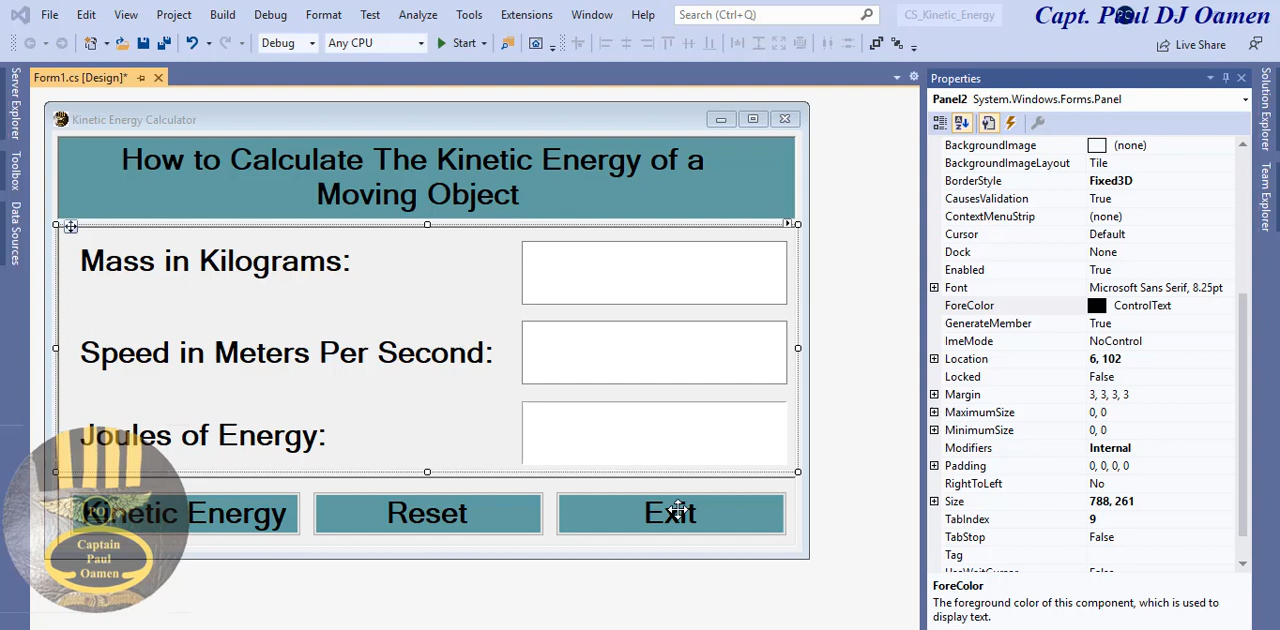 File Edit View Project Build Debug Format Test Analyze Tools Extensions Window Help Search (Ctrl+Q) CS_Kinetic_Energy
Capt. Paul DJ Oamen
Debug Any CPU Start Live Share
Form1.cs [Design]*
Server Explorer
Toolbox
Data Sources
Kinetic Energy Calculator
How to Calculate The Kinetic Energy of a
Moving Object
Mass in Kilograms:
Speed in Meters Per Second:
Joules of Energy:
Kinetic Energy Reset Exit
PO
Captain
Paul
Oamen
Properties
Panel2 System.Windows.Forms.Panel
BackgroundImage (none)
BackgroundImageLayout Tile
BorderStyle Fixed3D
CausesValidation True
ContextMenuStrip (none)
Cursor Default
Dock None
Enabled True
Font Microsoft Sans Serif, 8.25pt
ForeColor ControlText
GenerateMember True
ImeMode NoControl
Location 6, 102
Locked False
Margin 3, 3, 3, 3
MaximumSize 0, 0
MinimumSize 0, 0
Modifiers Internal
Padding 0, 0, 0, 0
RightToLeft No
Size 788, 261
TabIndex 9
TabStop False
Tag
UseWaitCursor False
ForeColor
The foreground color of this component, which is used to
display text.
Solution Explorer
Team Explorer